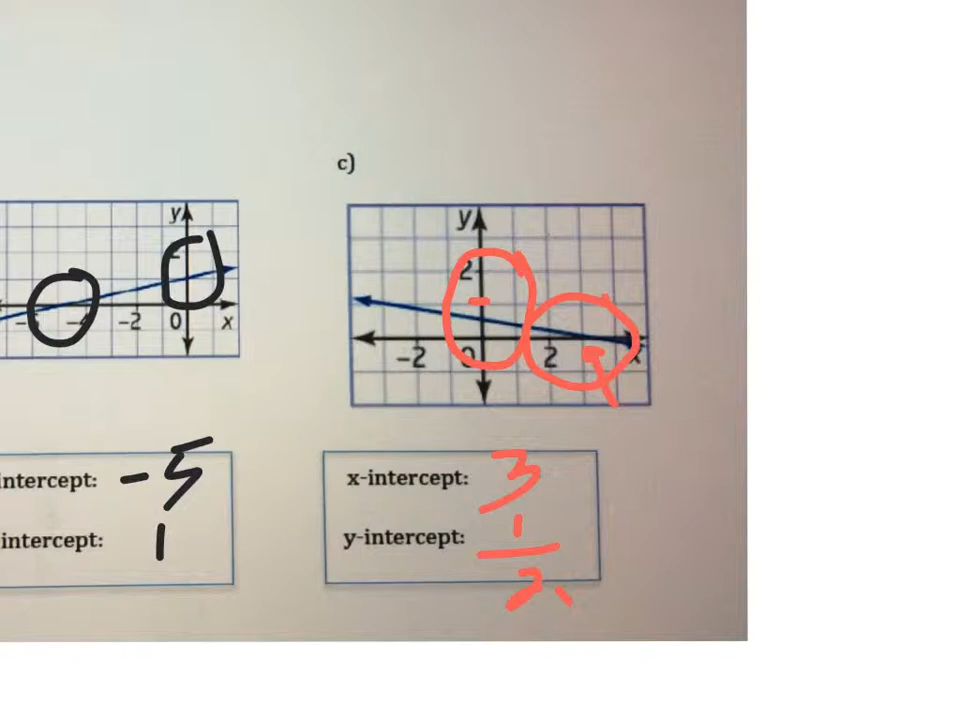 c)
y
y
2
-2
0
x
-2
0
2
x
intercept: -5
x-intercept: 3
intercept: 1
y-intercept: 1/2